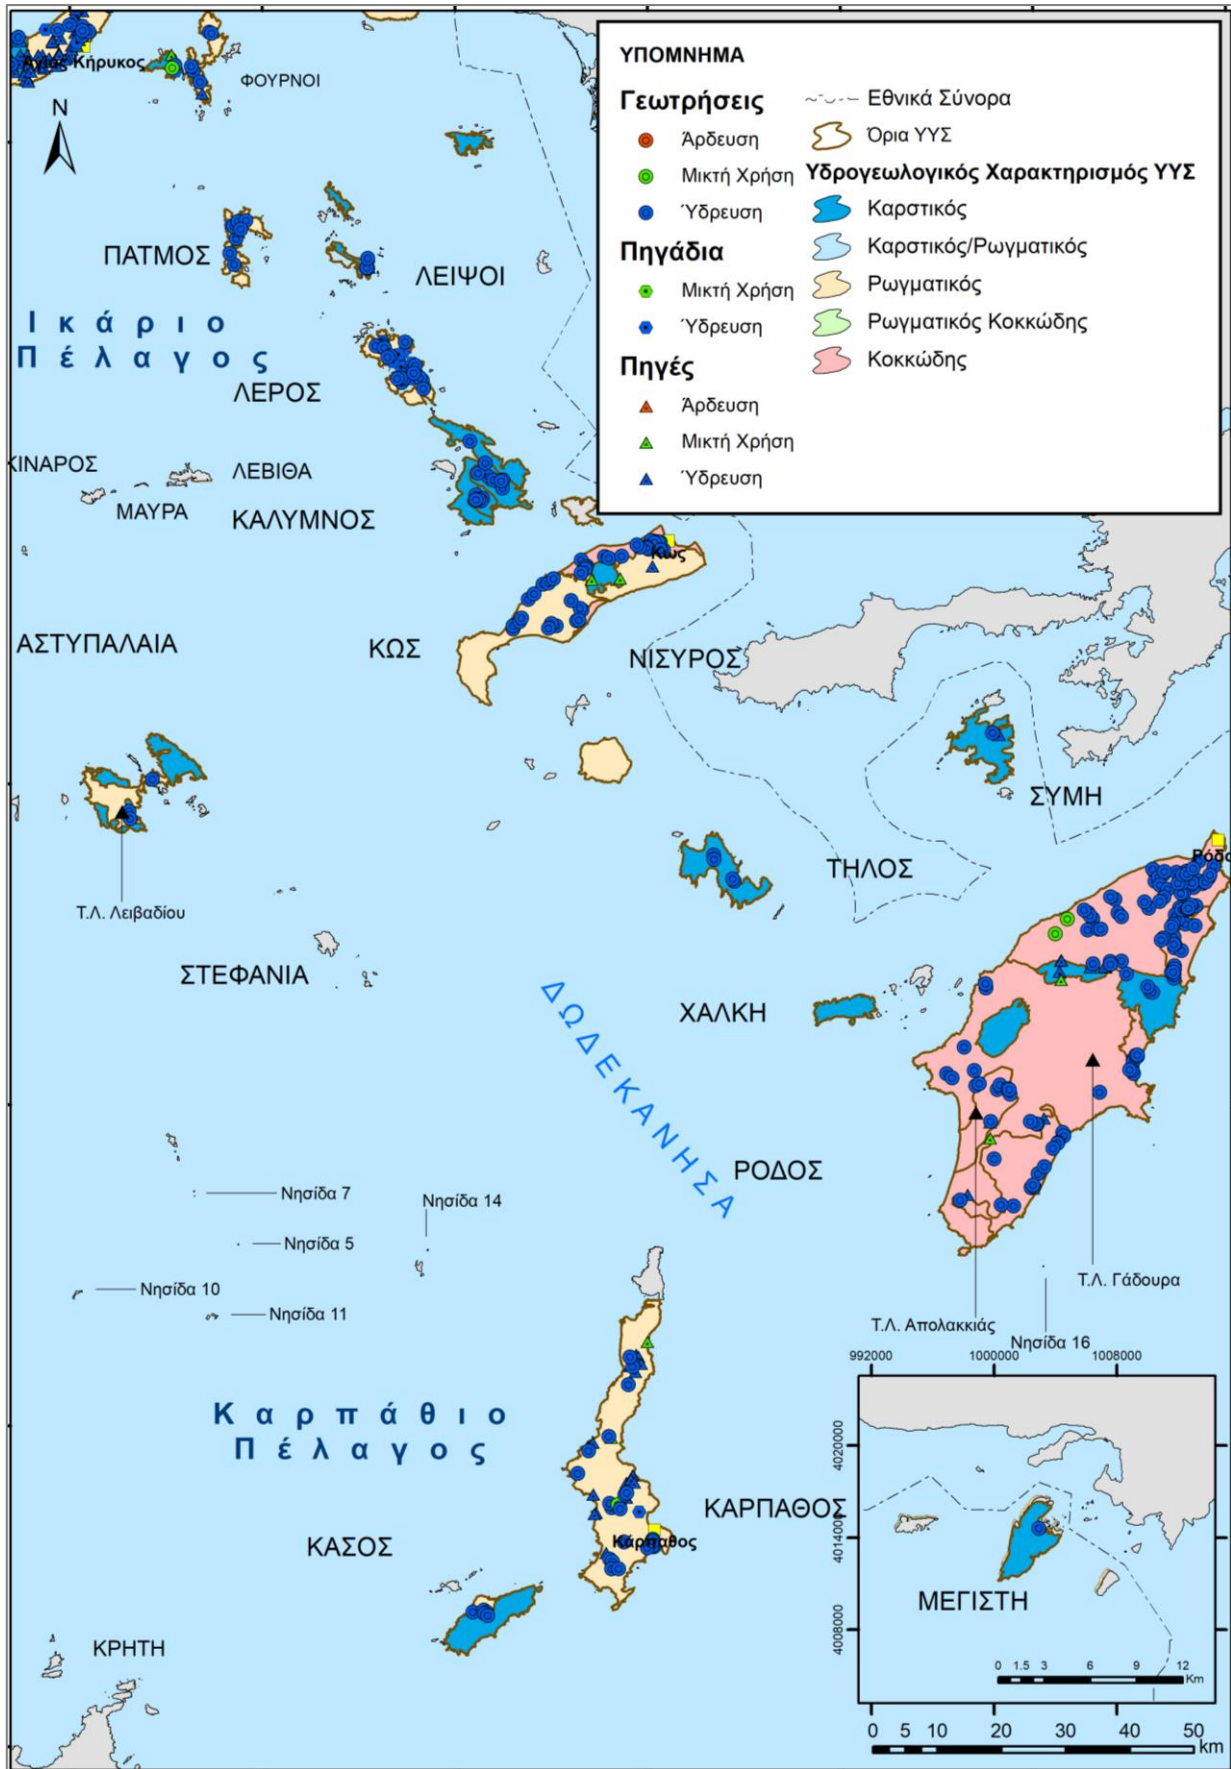 Άγιος Κήρυκος
ΦΟΥΡΝΟΙ
N
ΠΑΤΜΟΣ
ΛΕΙΨΟΙ
Ικάριο
Πέλαγος
ΛΕΡΟΣ
ΚΙΝΑΡΟΣ
ΛΕΒΙΘΑ
ΜΑΥΡΑ
ΚΑΛΥΜΝΟΣ
Κως
ΑΣΤΥΠΑΛΑΙΑ
ΚΩΣ
ΝΙΣΥΡΟΣ
ΣΥΜΗ
ΤΗΛΟΣ
Τ.Λ. Λειβαδίου
ΣΤΕΦΑΝΙΑ
ΧΑΛΚΗ
ΔΩΔΕΚΑΝΗΣΑ
ΡΟΔΟΣ
Νησίδα 7
Νησίδα 14
Νησίδα 5
Νησίδα 10
Νησίδα 11
Τ.Λ. Γάδουρα
Τ.Λ. Απολακκιάς
Νησίδα 16
Καρπάθιο
Πέλαγος
ΚΑΡΠΑΘΟΣ
Κάρπαθος
ΚΑΣΟΣ
ΚΡΗΤΗ
ΥΠΟΜΝΗΜΑ
Γεωτρήσεις
Άρδευση
Μικτή Χρήση
Ύδρευση
Πηγάδια
Μικτή Χρήση
Ύδρευση
Πηγές
Άρδευση
Μικτή Χρήση
Ύδρευση
Εθνικά Σύνορα
Όρια ΥΥΣ
Υδρογεωλογικός Χαρακτηρισμός ΥΥΣ
Καρστικός
Καρστικός/Ρωγματικός
Ρωγματικός
Ρωγματικός Κοκκώδης
Κοκκώδης
992000 1000000 1008000
4020000
4014000
4008000
ΜΕΓΙΣΤΗ
0 1.5 3 6 9 12
Km
0 5 10 20 30 40 50
km